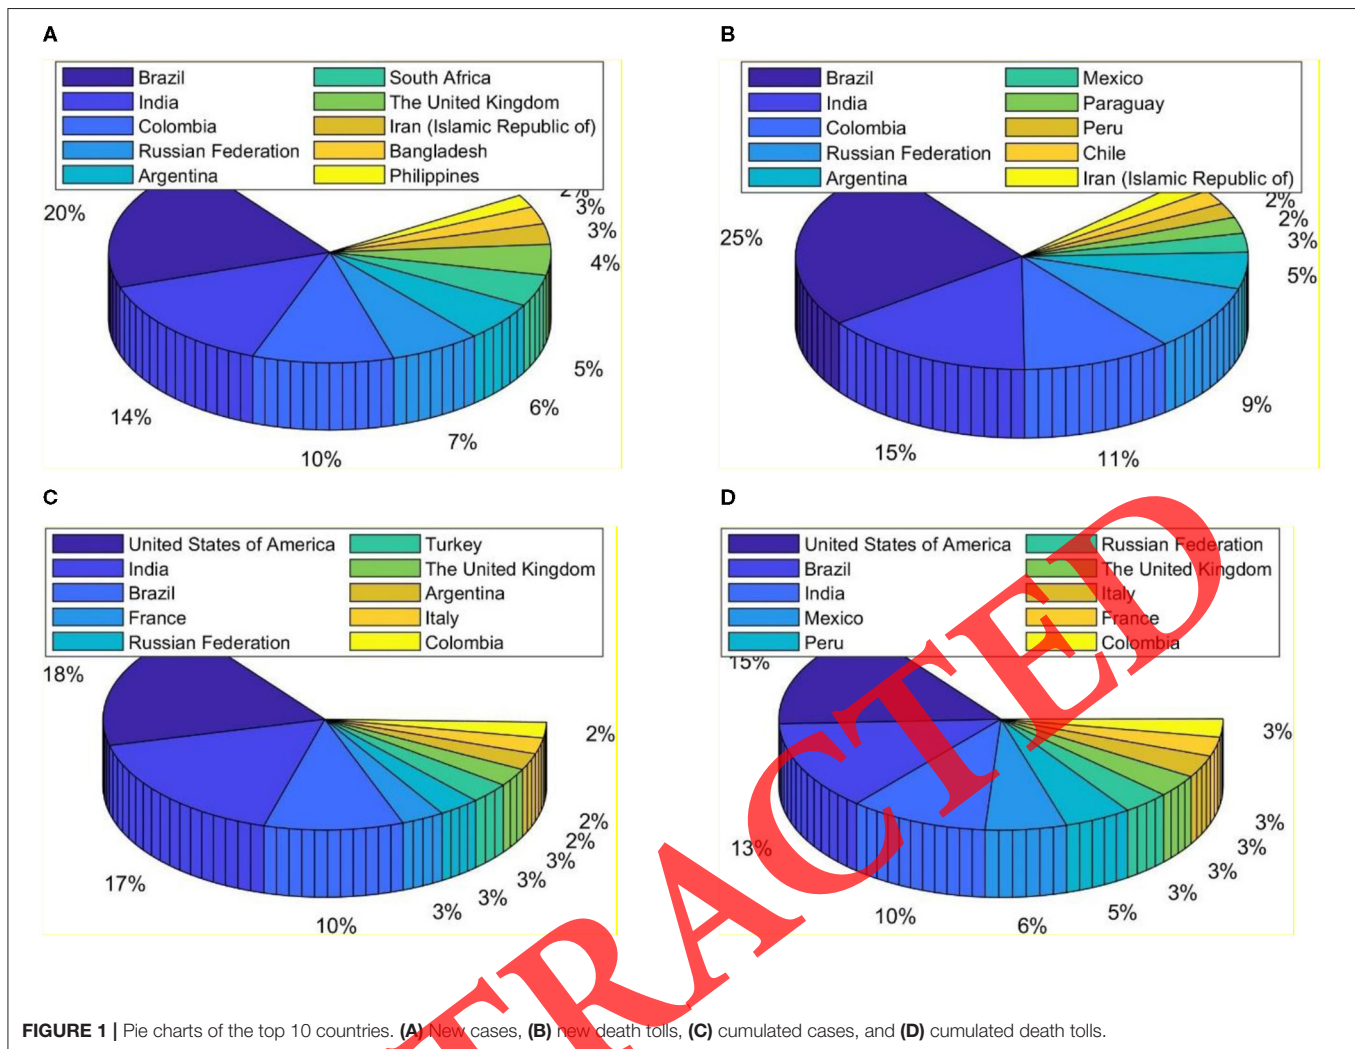 A
Brazil
India
Colombia
Russian Federation
Argentina
South Africa
The United Kingdom
Iran (Islamic Republic of)
Bangladesh
Philippines
20%
14%
10%
7%
6%
5%
4%
3%
3%
2%
B
Brazil
India
Colombia
Russian Federation
Argentina
Mexico
Paraguay
Peru
Chile
Iran (Islamic Republic of)
25%
15%
11%
9%
5%
3%
2%
2%
C
United States of America
India
Brazil
France
Russian Federation
Turkey
The United Kingdom
Argentina
Italy
Colombia
18%
17%
10%
3%
3%
3%
3%
2%
2%
2%
D
United States of America
Brazil
India
Mexico
Peru
Russian Federation
The United Kingdom
Italy
France
Colombia
15%
13%
10%
6%
5%
3%
3%
3%
3%
3%
TRACTED
FIGURE 1 | Pie charts of the top 10 countries. (A) New cases, (B) new death tolls, (C) cumulated cases, and (D) cumulated death tolls.